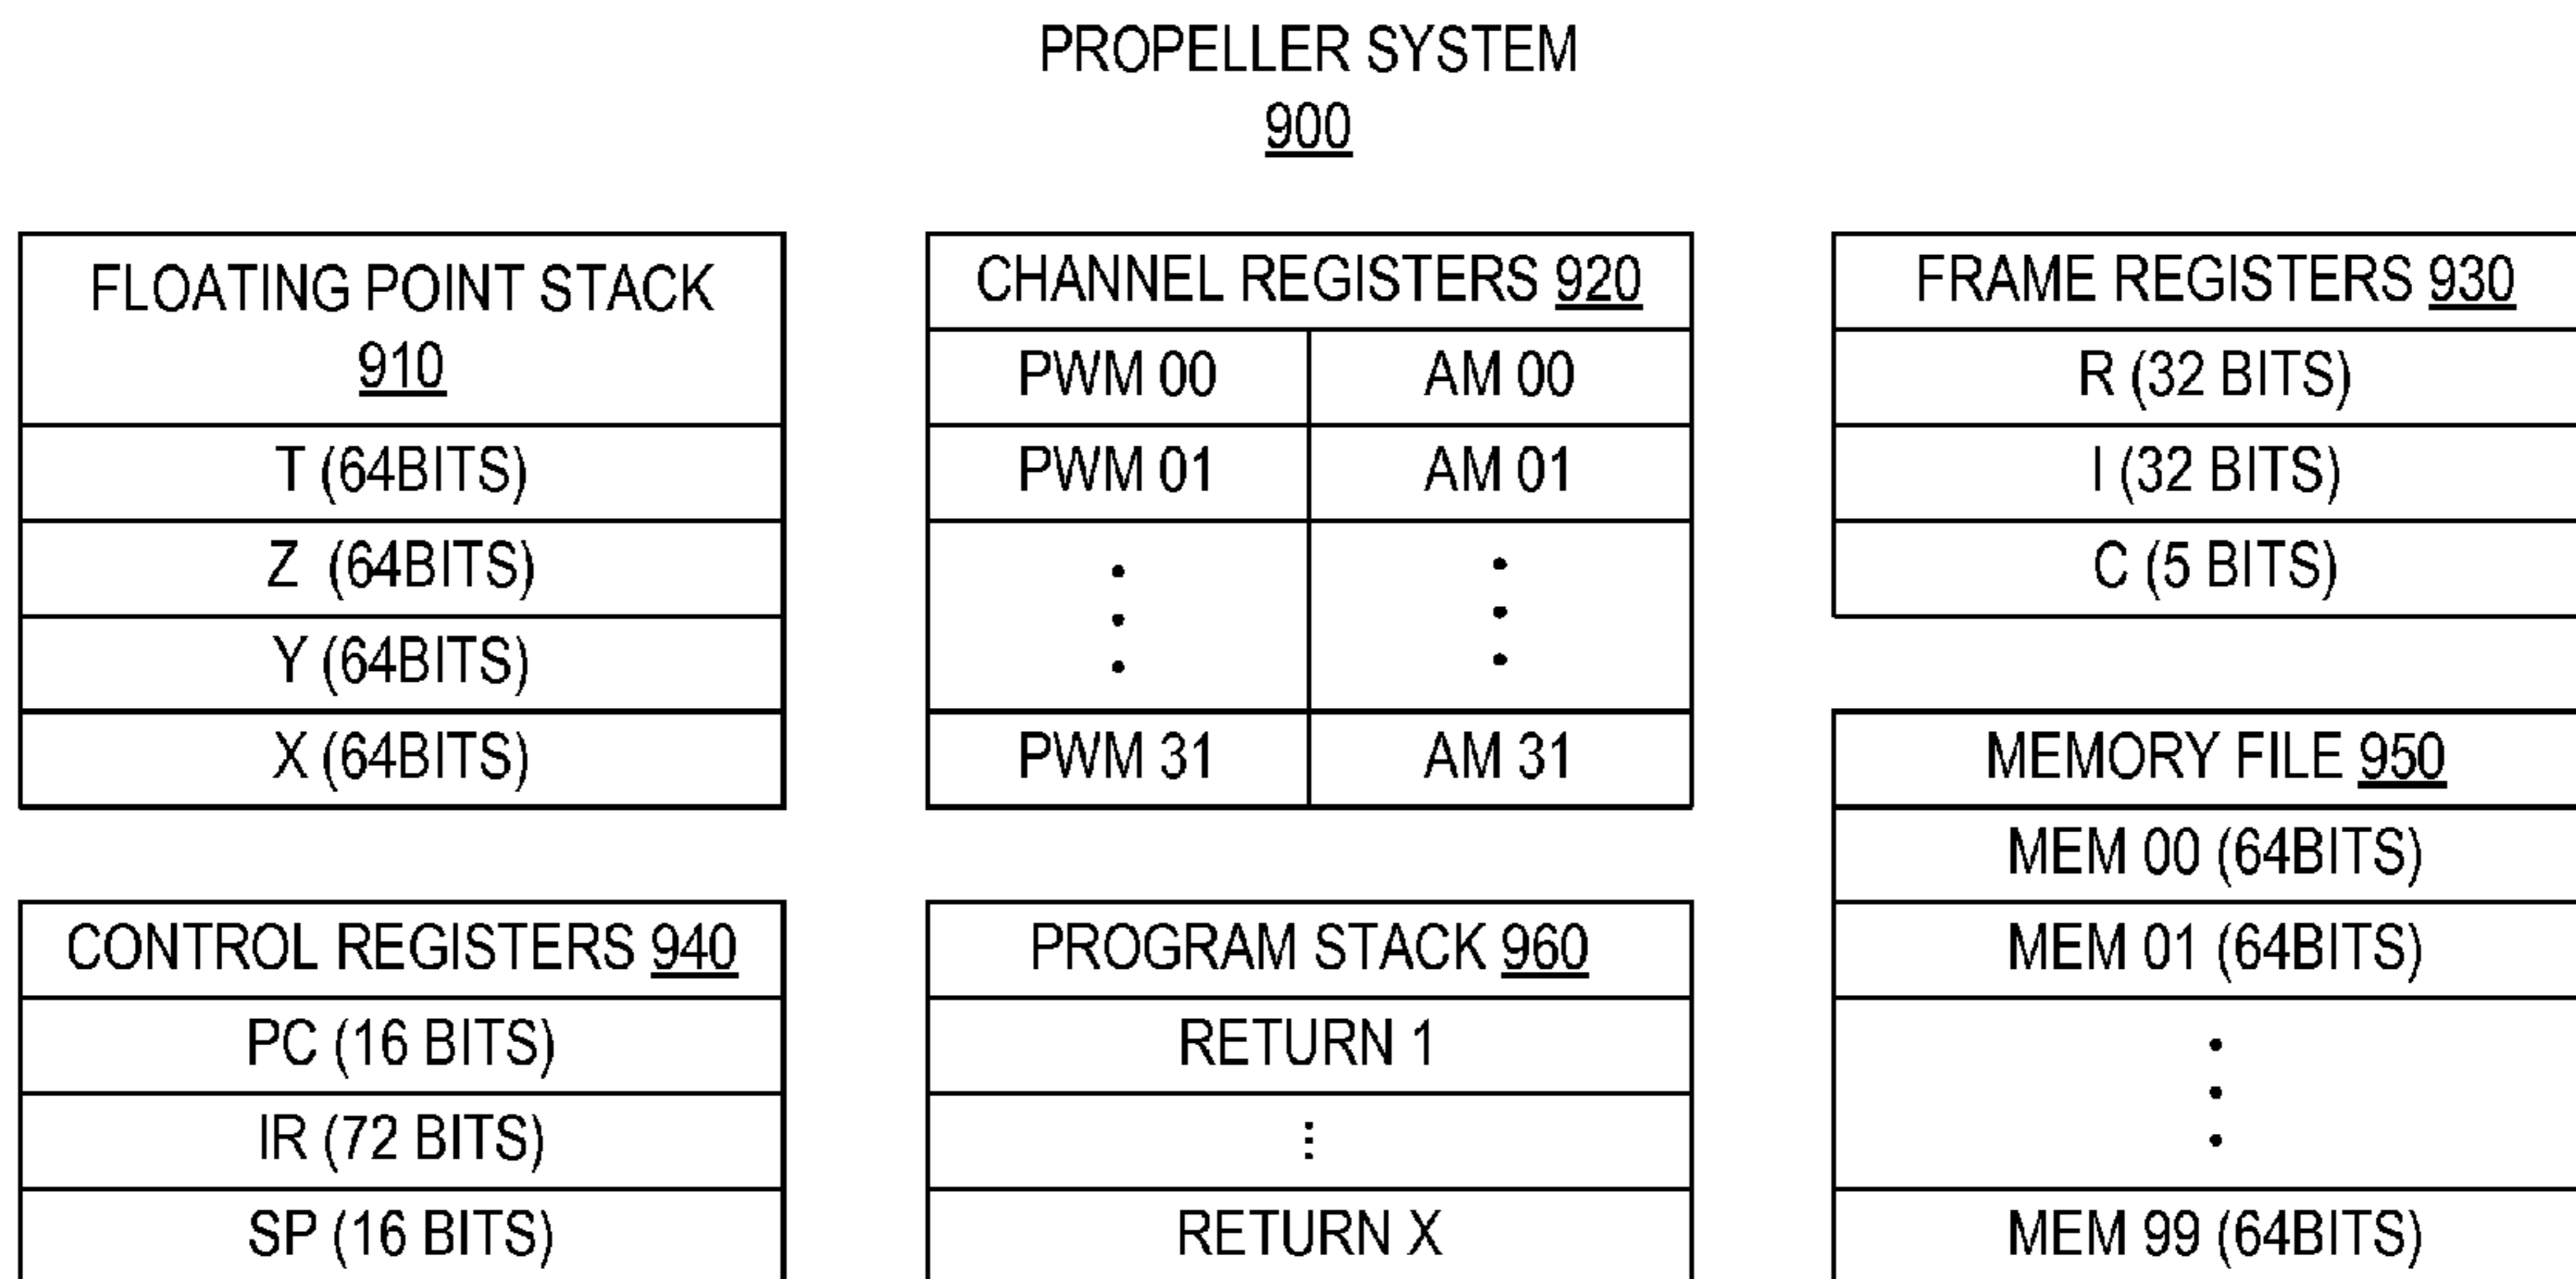 PROPELLER SYSTEM
900
FLOATING POINT STACK
910
T (64BITS)
Z (64BITS)
Y (64BITS)
X (64BITS)
CHANNEL REGISTERS 920
PWM 00 AM 00
PWM 01 AM 01
PWM 31 AM 31
FRAME REGISTERS 930
R (32 BITS)
I (32 BITS)
C (5 BITS)
CONTROL REGISTERS 940
PC (16 BITS)
IR (72 BITS)
SP (16 BITS)
PROGRAM STACK 960
RETURN 1
RETURN X
MEMORY FILE 950
MEM 00 (64BITS)
MEM 01 (64BITS)
MEM 99 (64BITS)